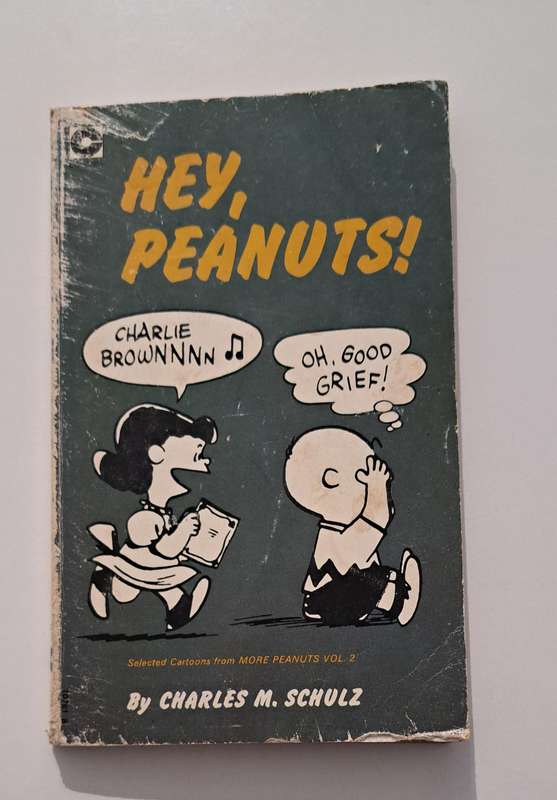 HEY,
PEANUTS!
CHARLIE
BROWNNNN
OH, GOOD
GRIEF!
Selected Cartoons from MORE PEANUTS VOL. 2
By CHARLES M. SCHULZ